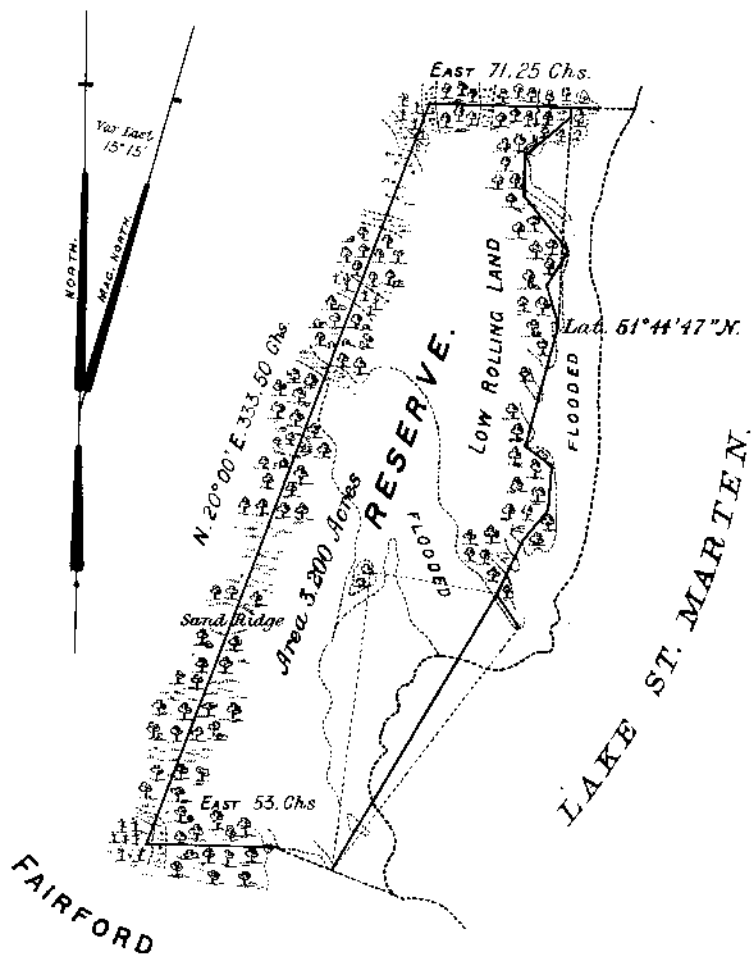 EAST 71.25 Chs.
Var East
15°15'
NORTH.
MAG. NORTH.
LOW ROLLING LAND
Lat. 51°44'47"N.
FLOODED
N. 20°00' E. 333.50 Chs.
RESERVE.
Area 3,200 Acres
FLOODED
Sand Ridge
LAKE ST. MARTEN.
EAST 53. Chs
FAIRFORD